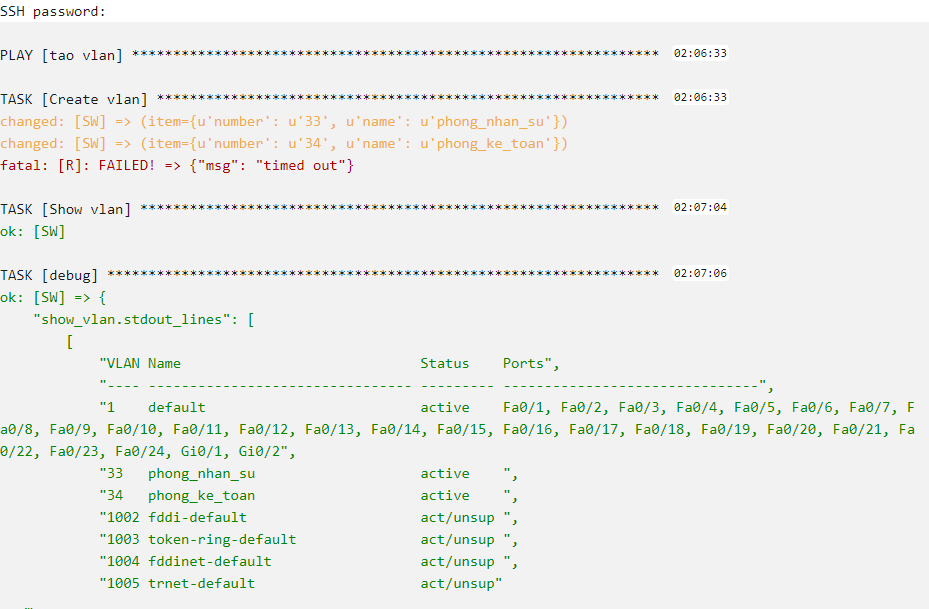 SSH password:
PLAY [tao vlan] **************************************************************** 02:06:33
TASK [Create vlan] ************************************************************* 02:06:33
changed: [SW] => (item={u'number': u'33', u'name': u'phong_nhan_su'})
changed: [SW] => (item={u'number': u'34', u'name': u'phong_ke_toan'})
fatal: [R]: FAILED! => {"msg": "timed out"}
TASK [Show vlan] *************************************************************** 02:07:04
ok: [SW]
TASK [debug] ******************************************************************* 02:07:06
ok: [SW] => {
    "show_vlan.stdout_lines": [
        [
            "VLAN Name                             Status    Ports",
            "---- -------------------------------- --------- -------------------------------",
            "1    default                          active    Fa0/1, Fa0/2, Fa0/3, Fa0/4, Fa0/5, Fa0/6, Fa0/7, F
a0/8, Fa0/9, Fa0/10, Fa0/11, Fa0/12, Fa0/13, Fa0/14, Fa0/15, Fa0/16, Fa0/17, Fa0/18, Fa0/19, Fa0/20, Fa0/21, Fa
0/22, Fa0/23, Fa0/24, Gi0/1, Gi0/2",
            "33   phong_nhan_su                    active    ",
            "34   phong_ke_toan                    active    ",
            "1002 fddi-default                     act/unsup ",
            "1003 token-ring-default               act/unsup ",
            "1004 fddinet-default                  act/unsup ",
            "1005 trnet-default                    act/unsup"